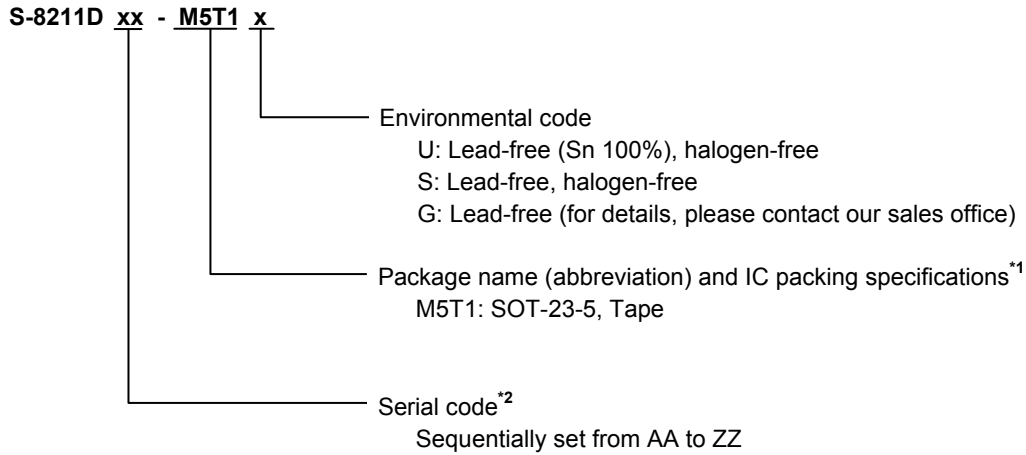 S-8211D xx - M5T1 x
Environmental code
U: Lead-free (Sn 100%), halogen-free
S: Lead-free, halogen-free
G: Lead-free (for details, please contact our sales office)
Package name (abbreviation) and IC packing specifications*1
M5T1: SOT-23-5, Tape
Serial code*2
Sequentially set from AA to ZZ